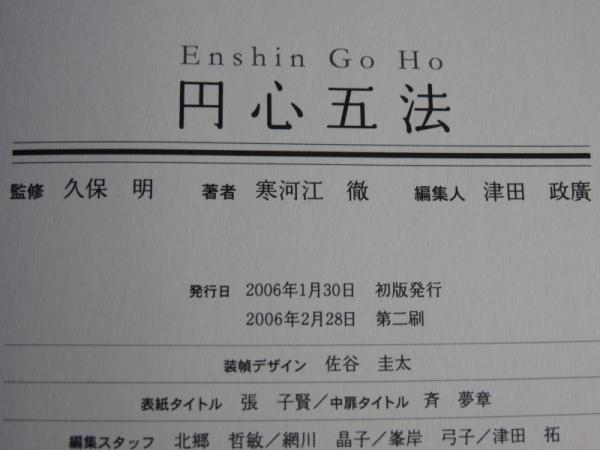 Enshin Go Ho
円心五法
監修 久保 明 著者 寒河江 徹 編集人 津田 政廣
発行日 2006年1月30日 初版発行
2006年2月28日 第二刷
装幀デザイン 佐谷 圭太
表紙タイトル 張 子賢／中扉タイトル 斉 夢章
編集スタッフ 北郷 哲敏／網川 晶子／峯岸 弓子／津田 拓